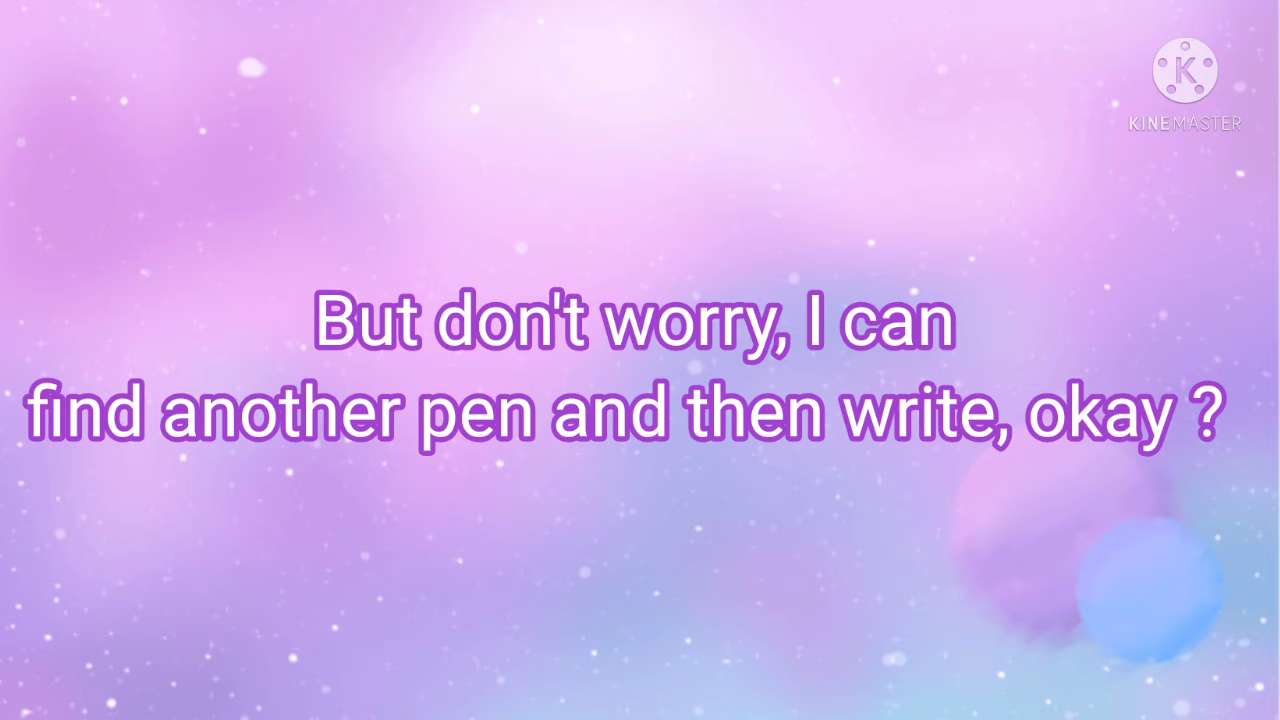 K
KINEMASTER
But don't worry, I can
find another pen and then write, okay ?